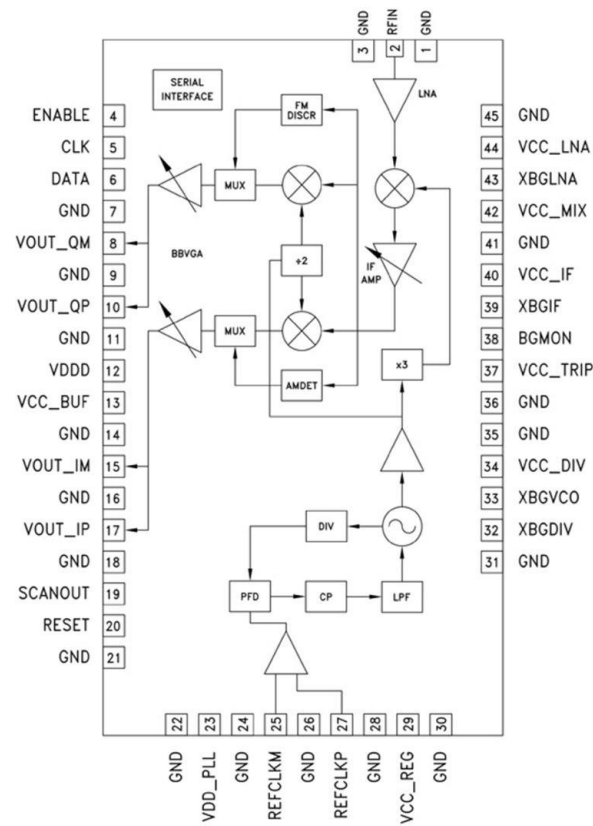 GND
RFIN
GND
3
2
1
SERIAL
INTERFACE
LNA
FM
DISCR
MUX
BBVGA
÷2
IF
AMP
MUX
AMDET
x3
DIV
PFD
CP
LPF
ENABLE 4
CLK 5
DATA 6
GND 7
VOUT_QM 8
GND 9
VOUT_QP 10
GND 11
VDDD 12
VCC_BUF 13
GND 14
VOUT_IM 15
GND 16
VOUT_IP 17
GND 18
SCANOUT 19
RESET 20
GND 21
45 GND
44 VCC_LNA
43 XBGLNA
42 VCC_MIX
41 GND
40 VCC_IF
39 XBGIF
38 BGMON
37 VCC_TRIP
36 GND
35 GND
34 VCC_DIV
33 XBGVCO
32 XBGDIV
31 GND
22
23
24
25
26
27
28
29
30
GND
VDD_PLL
GND
REFCLKM
GND
REFCLKP
GND
VCC_REG
GND